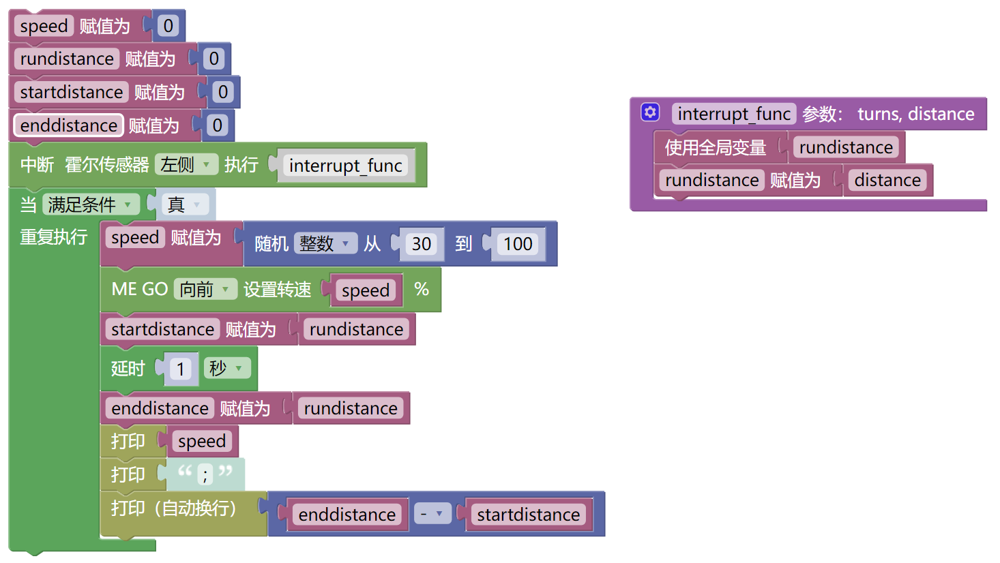 speed 赋值为 0
rundistance 赋值为 0
startdistance 赋值为 0
enddistance 赋值为 0
中断 霍尔传感器 左侧 执行 interrupt_func
当 满足条件 真
重复执行
speed 赋值为 随机 整数 从 30 到 100
ME GO 向前 设置转速 speed %
startdistance 赋值为 rundistance
延时 1 秒
enddistance 赋值为 rundistance
打印 speed
打印 “ ; ”
打印（自动换行） enddistance - startdistance
interrupt_func 参数： turns, distance
使用全局变量 rundistance
rundistance 赋值为 distance